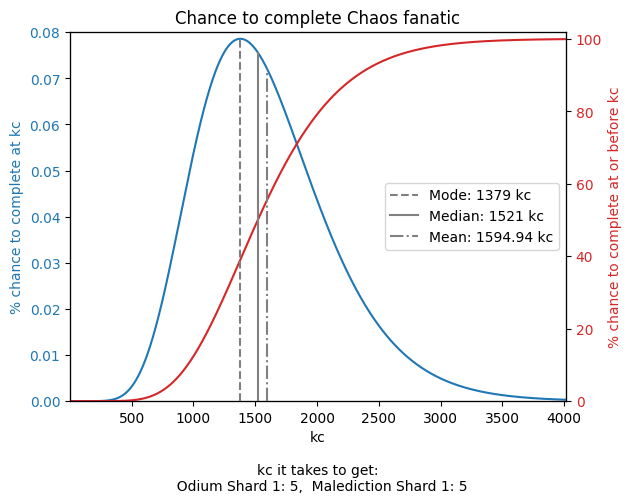 Chance to complete Chaos fanatic
% chance to complete at kc
0.08
0.07
0.06
0.05
0.04
0.03
0.02
0.01
0.00
100
80
60
40
20
0
% chance to complete at or before kc
Mode: 1379 kc
Median: 1521 kc
Mean: 1594.94 kc
500 1000 1500 2000 2500 3000 3500 4000
kc
kc it takes to get:
Odium Shard 1: 5, Malediction Shard 1: 5